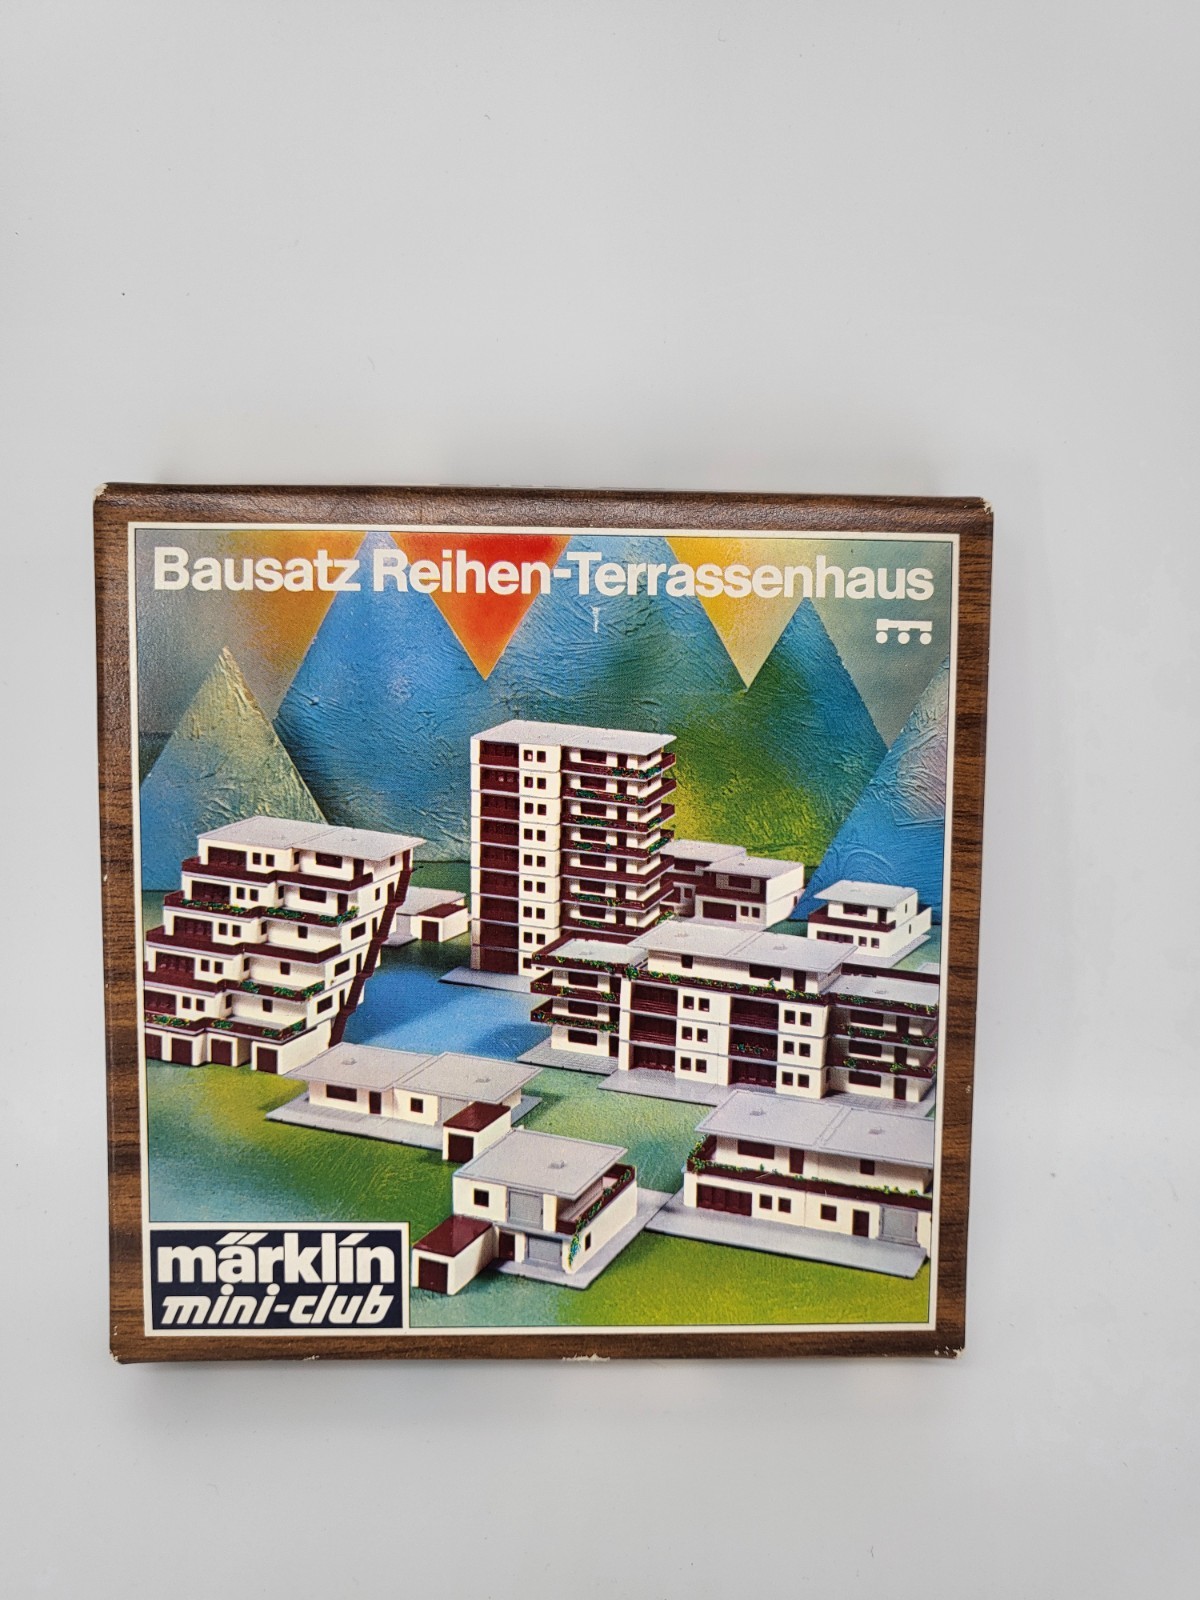 Bausatz Reihen-Terrassenhaus
märklin
mini-club